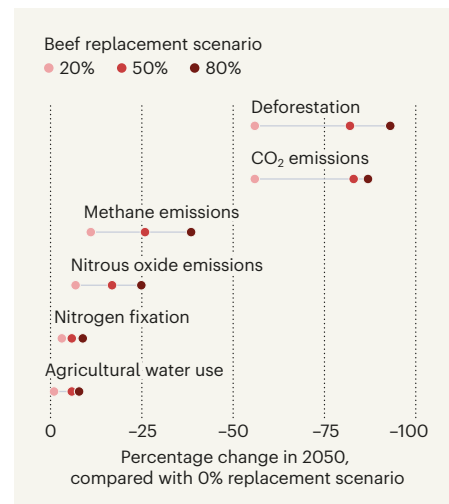 Beef replacement scenario
20% 50% 80%
Deforestation
CO₂ emissions
Methane emissions
Nitrous oxide emissions
Nitrogen fixation
Agricultural water use
0 –25 –50 –75 –100
Percentage change in 2050,
compared with 0% replacement scenario